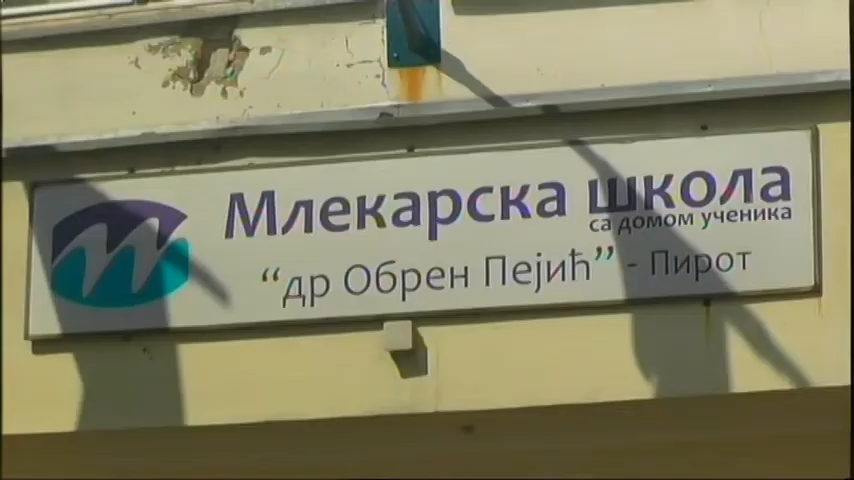 Млекарска школа
са домом ученика
“др Обрен Пејић” - Пирот